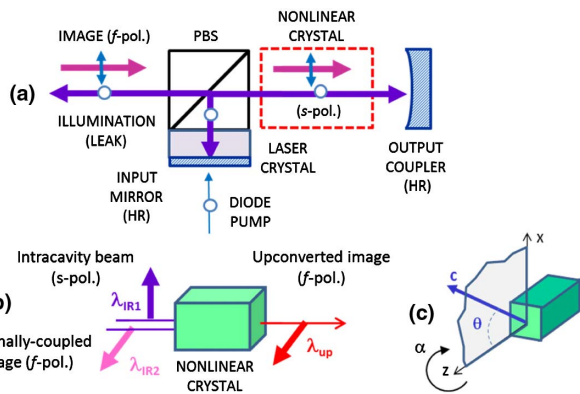 IMAGE (f-pol.)
PBS
NONLINEAR
CRYSTAL
(a)
(s-pol.)
ILLUMINATION
(LEAK)
LASER
CRYSTAL
OUTPUT
COUPLER
(HR)
INPUT
MIRROR
(HR)
DIODE
PUMP
Intracavity beam
(s-pol.)
Upconverted image
(f-pol.)
b)
λIR1
nally-coupled
age (f-pol.)
λIR2
NONLINEAR
CRYSTAL
λup
(c)
x
c
θ
α
z